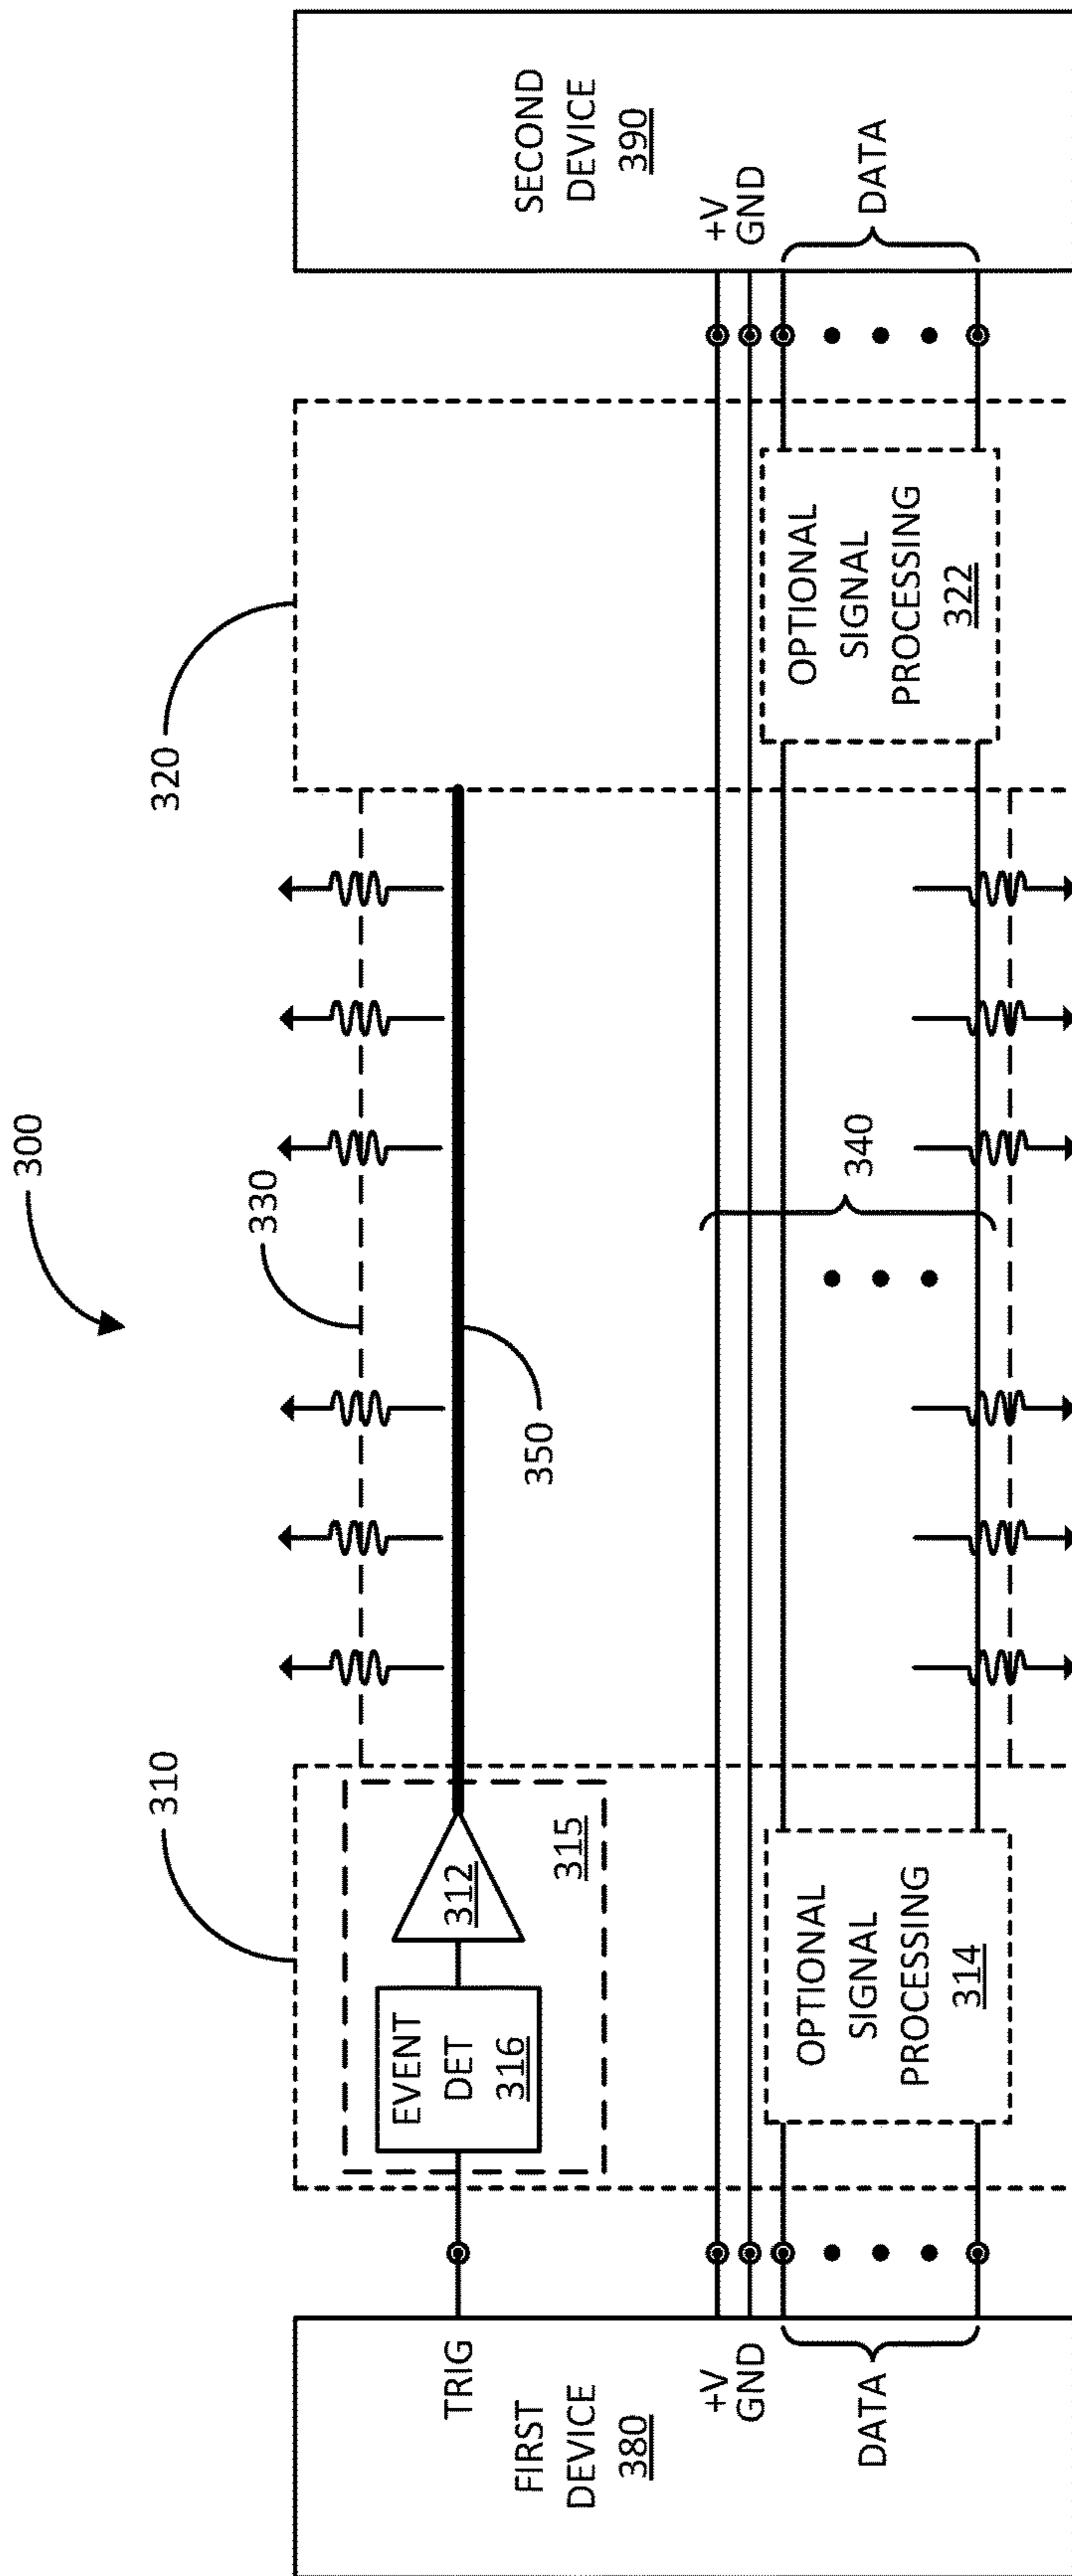 300
310
320
330
350
340
FIRST
DEVICE
380
TRIG
+V
GND
DATA
EVENT
DET
316
312
315
OPTIONAL
SIGNAL
PROCESSING
314
OPTIONAL
SIGNAL
PROCESSING
322
SECOND
DEVICE
390
+V
GND
DATA